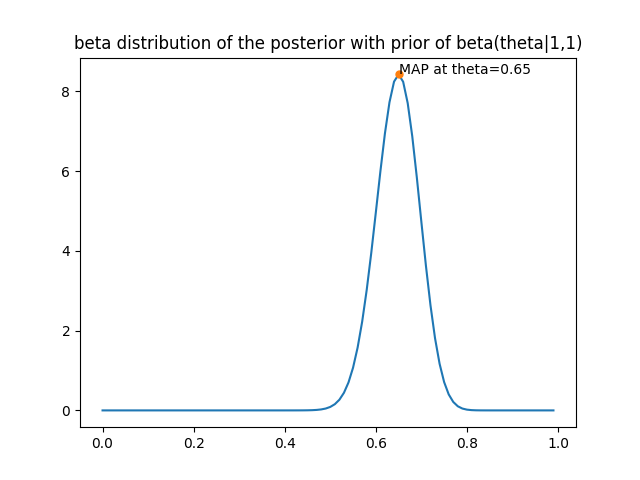 beta distribution of the posterior with prior of beta(theta|1,1)
MAP at theta=0.65
8
6
4
2
0
0.0 0.2 0.4 0.6 0.8 1.0